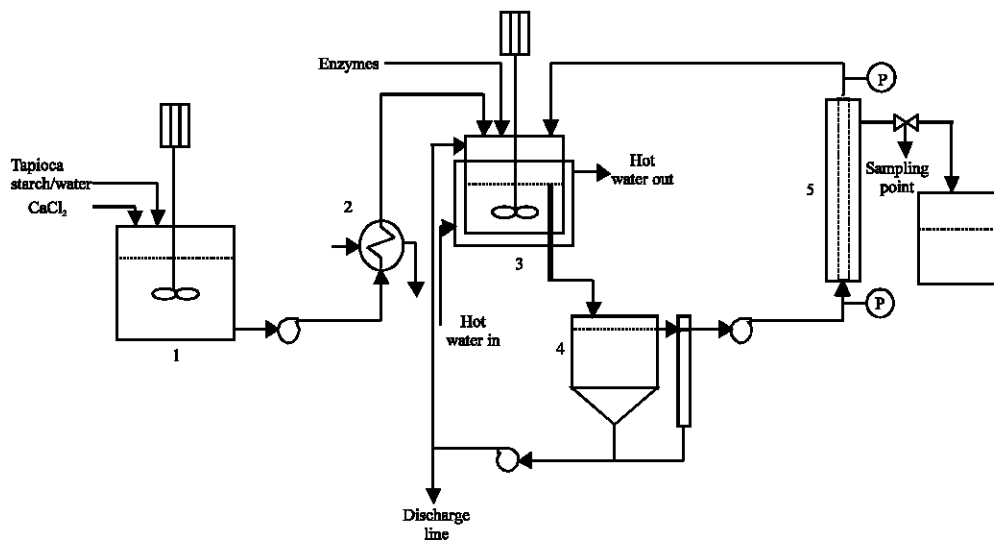 Enzymes
P
Tapioca
starch/water
CaCl₂
Hot
water out
Sampling
point
2
5
3
P
Hot
water in
4
1
Discharge
line